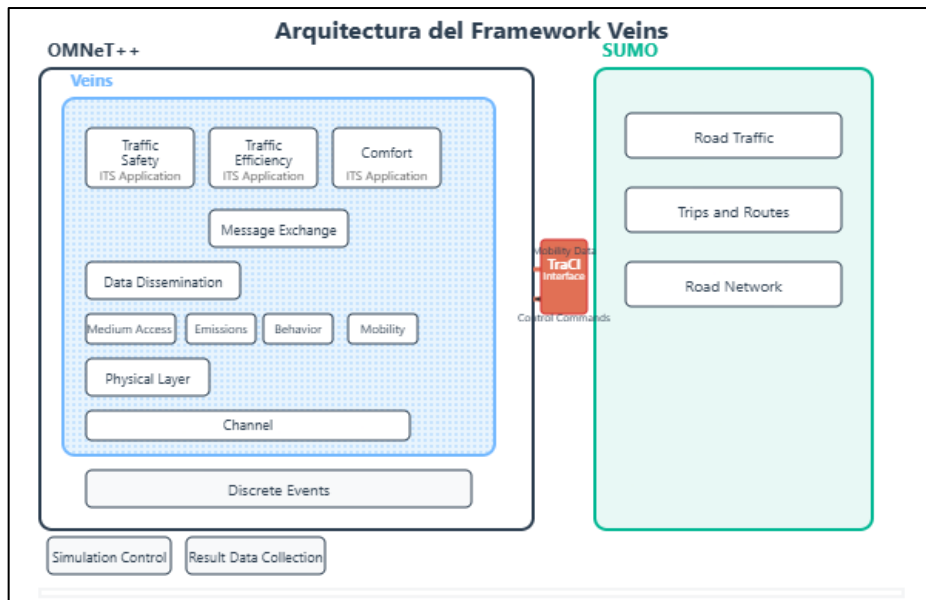 Arquitectura del Framework Veins
OMNeT++
SUMO
Veins
Traffic
Safety
ITS Application
Traffic
Efficiency
ITS Application
Comfort
ITS Application
Message Exchange
Data Dissemination
Medium Access
Emissions
Behavior
Mobility
Physical Layer
Channel
Discrete Events
Simulation Control
Result Data Collection
Mobility Data
TraCI
Interface
Control Commands
Road Traffic
Trips and Routes
Road Network